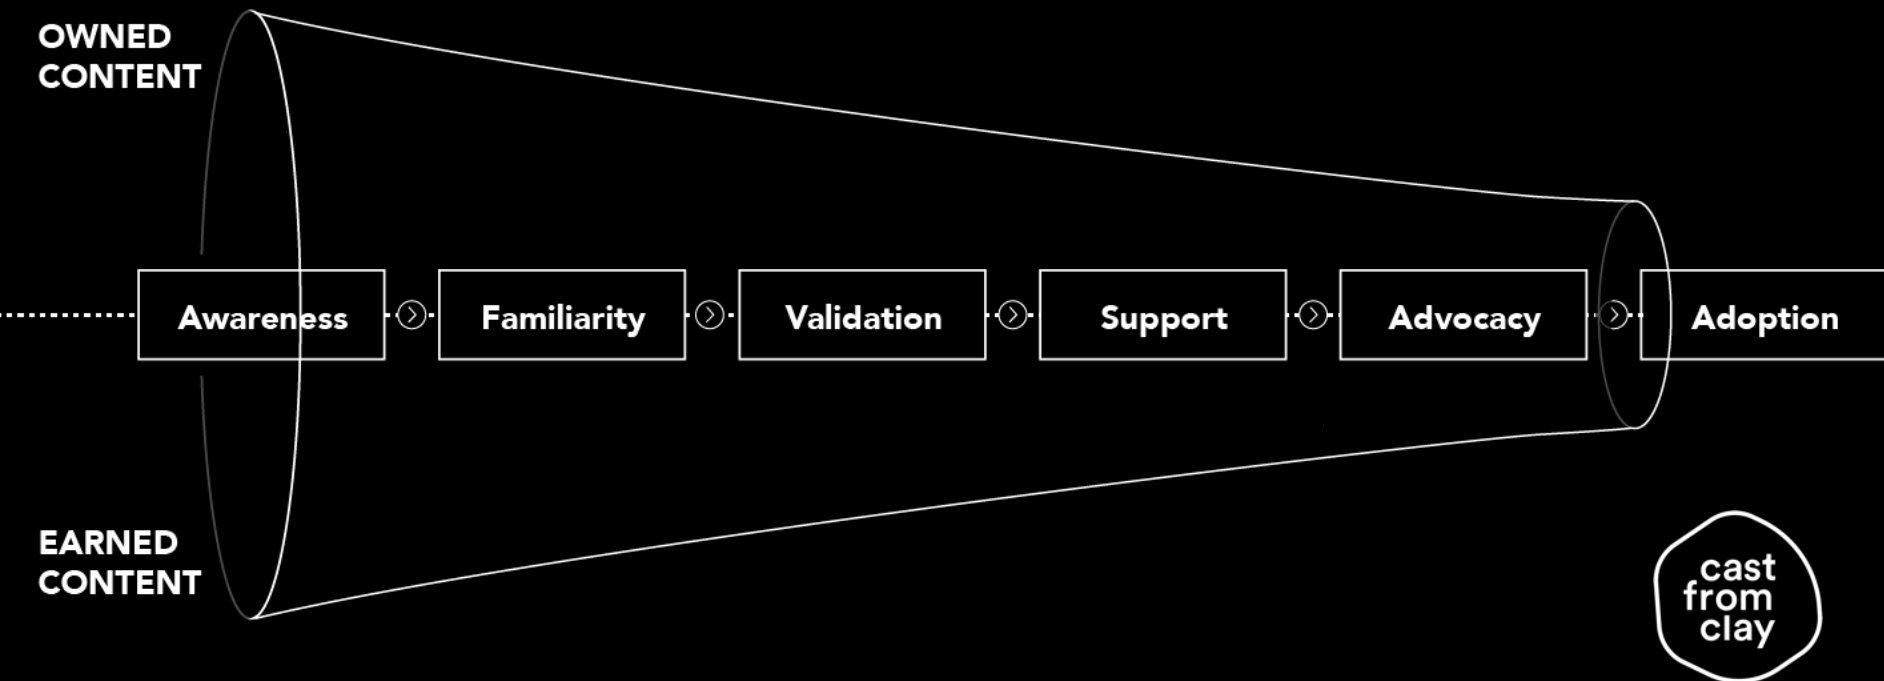 OWNED
CONTENT
Awareness
Familiarity
Validation
Support
Advocacy
Adoption
EARNED
CONTENT
cast
from
clay